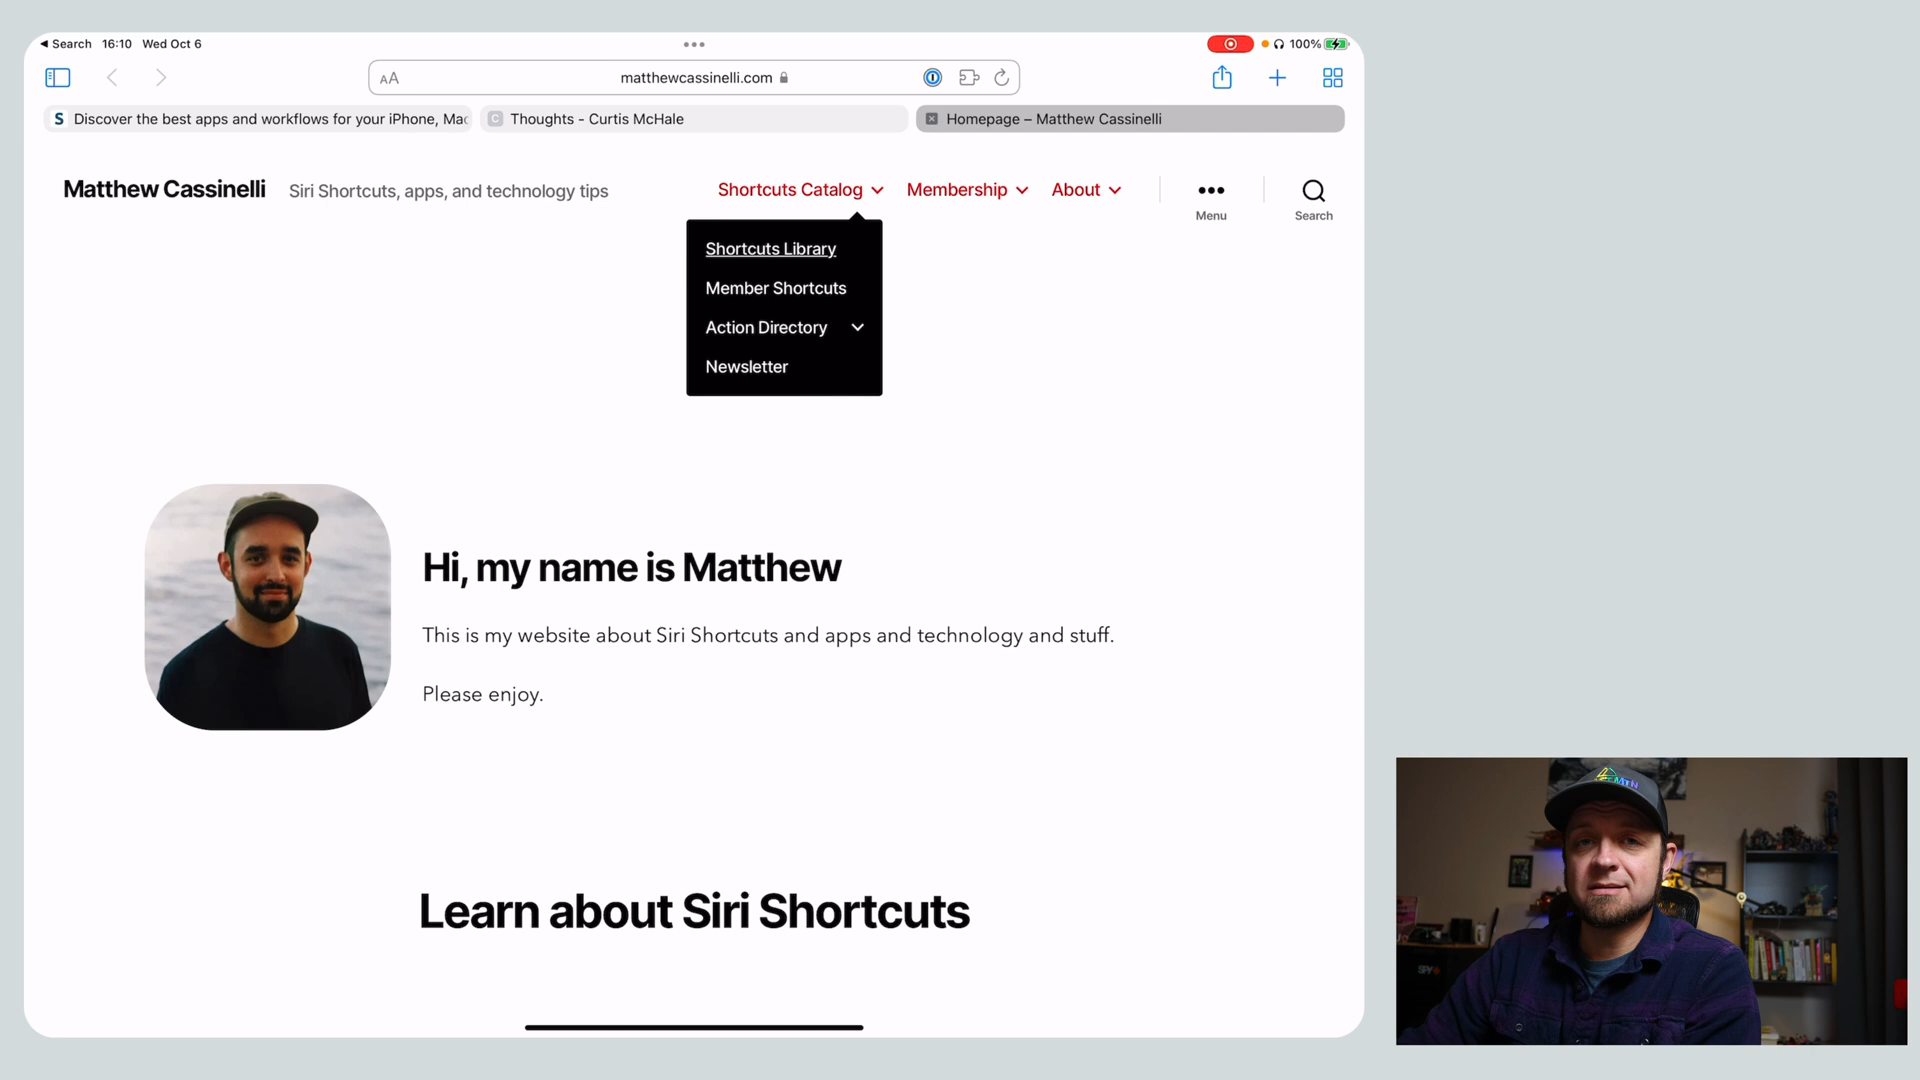 Search 16:10 Wed Oct 6
100%
AA matthewcassinelli.com
S Discover the best apps and workflows for your iPhone, Mac
C Thoughts - Curtis McHale
Homepage – Matthew Cassinelli
Matthew Cassinelli Siri Shortcuts, apps, and technology tips
Shortcuts Catalog Membership About
Menu
Search
Shortcuts Library
Member Shortcuts
Action Directory
Newsletter
Hi, my name is Matthew
This is my website about Siri Shortcuts and apps and technology and stuff.
Please enjoy.
Learn about Siri Shortcuts